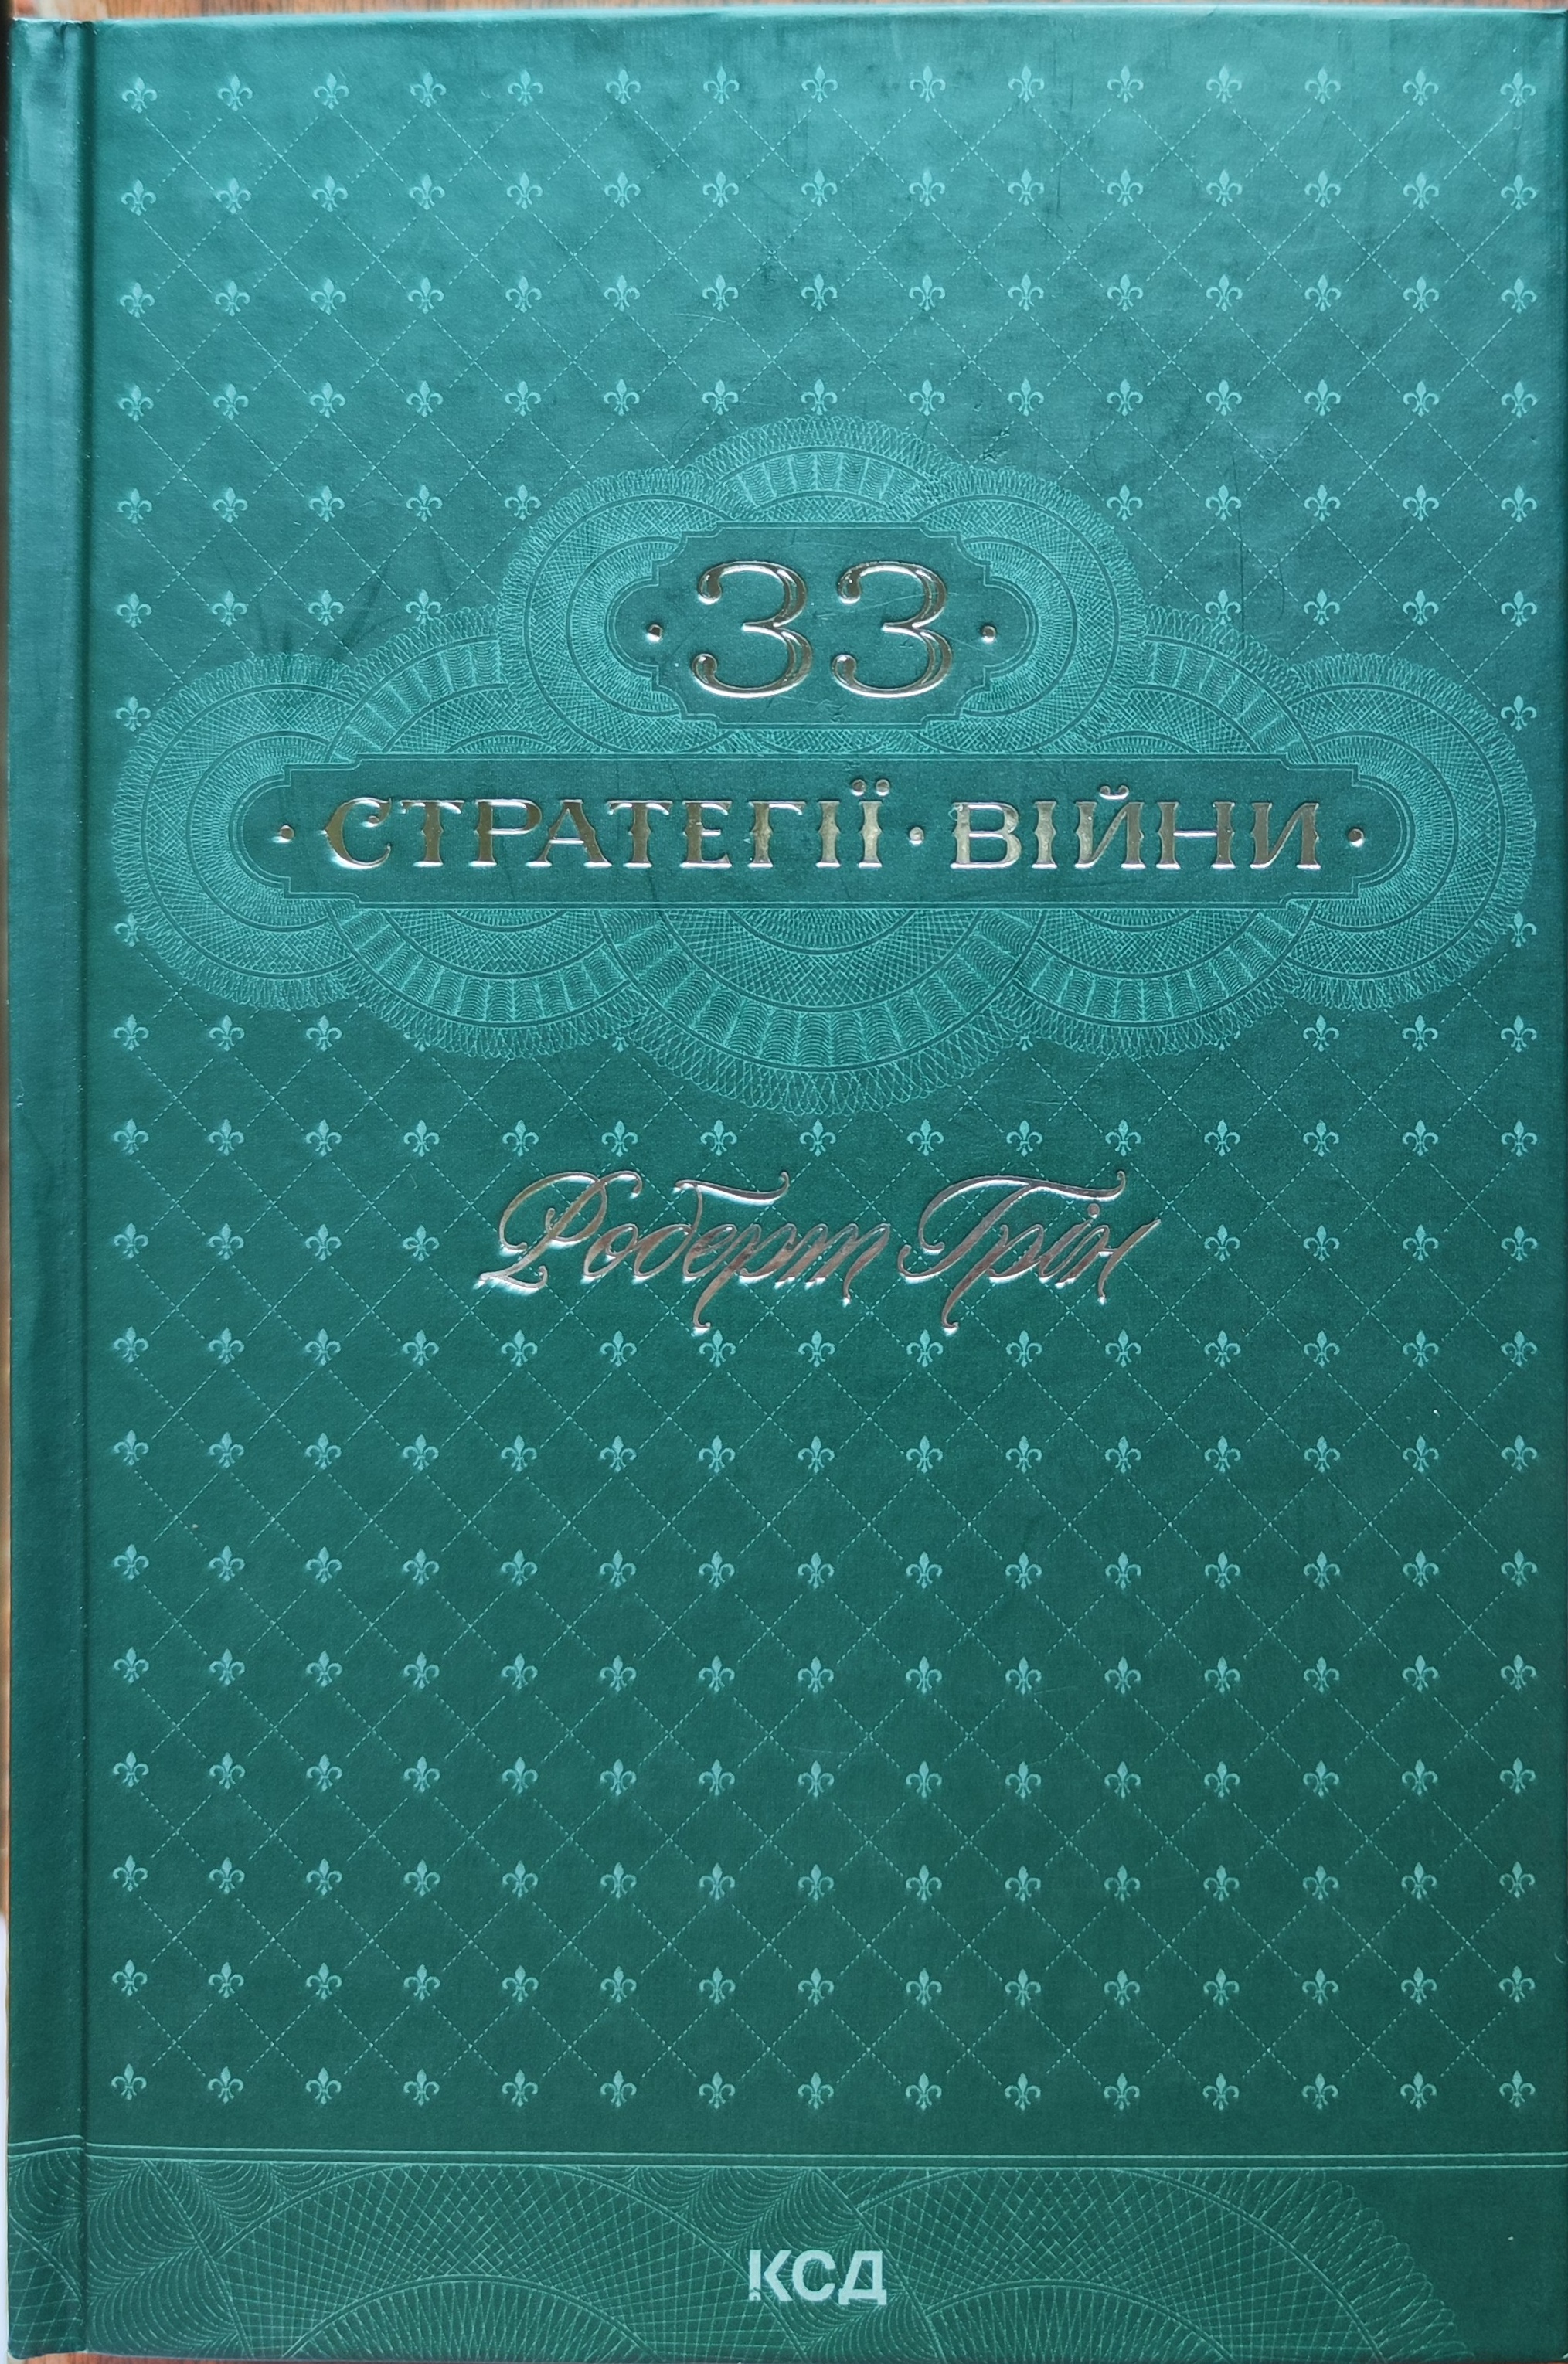 33
СТРАТЕГІЇ · ВІЙНИ
Роберт Грін
КСД